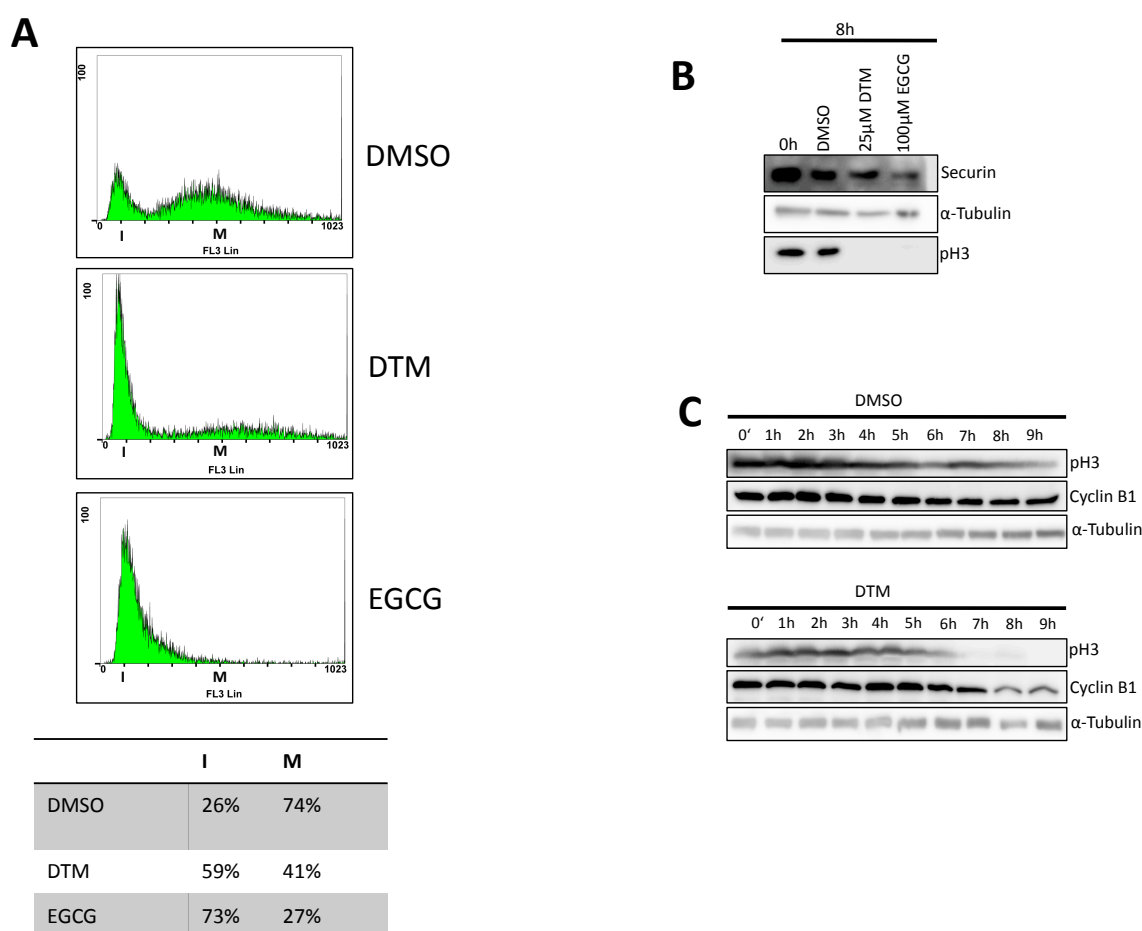 A
100
0
1023
I
M
FL3 Lin
DMSO
100
0
1023
I
M
FL3 Lin
DTM
100
0
1023
I
M
FL3 Lin
EGCG
I M
DMSO 26% 74%
DTM 59% 41%
EGCG 73% 27%
B
8h
0h
DMSO
25µM DTM
100µM EGCG
Securin
α-Tubulin
pH3
C
DMSO
0‘ 1h 2h 3h 4h 5h 6h 7h 8h 9h
pH3
Cyclin B1
α-Tubulin
DTM
0‘ 1h 2h 3h 4h 5h 6h 7h 8h 9h
pH3
Cyclin B1
α-Tubulin